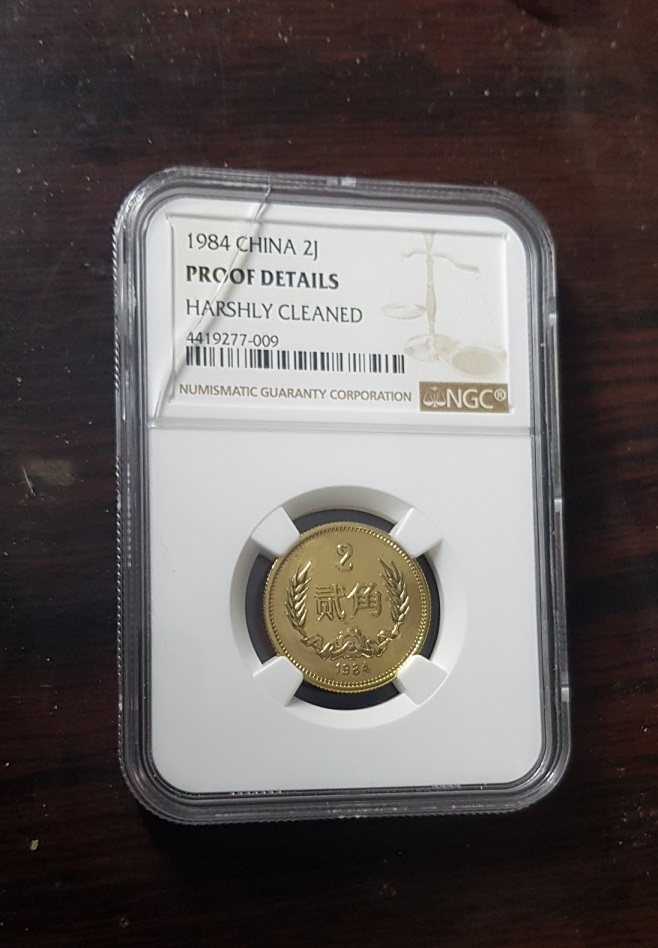 1984 CHINA 2J
PROOF DETAILS
HARSHLY CLEANED
4419277-009
NUMISMATIC GUARANTY CORPORATION
NGC®
2
贰角
1984